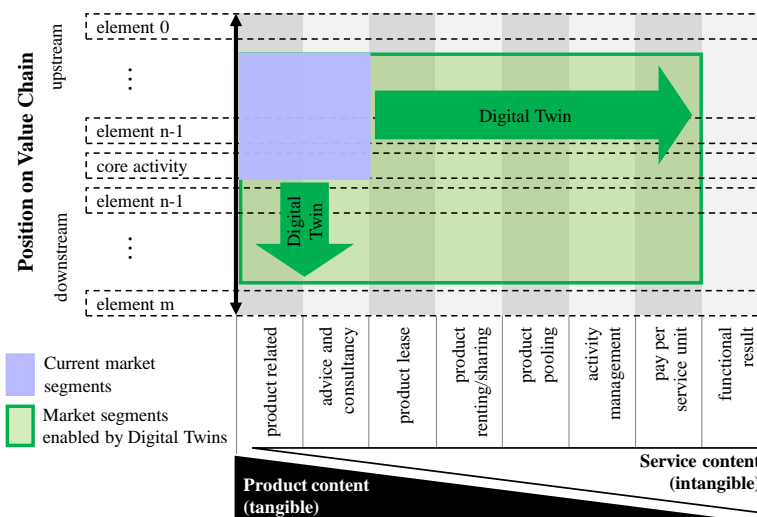 Position on Value Chain
upstream
downstream
element 0
⋮
element n-1
core activity
element n-1
⋮
element m
Digital Twin
Digital
Twin
product related
advice and
consultancy
product lease
product
renting/sharing
product
pooling
activity
management
pay per
service unit
functional
result
Current market
segments
Market segments
enabled by Digital Twins
Service content
(intangible)
Product content
(tangible)